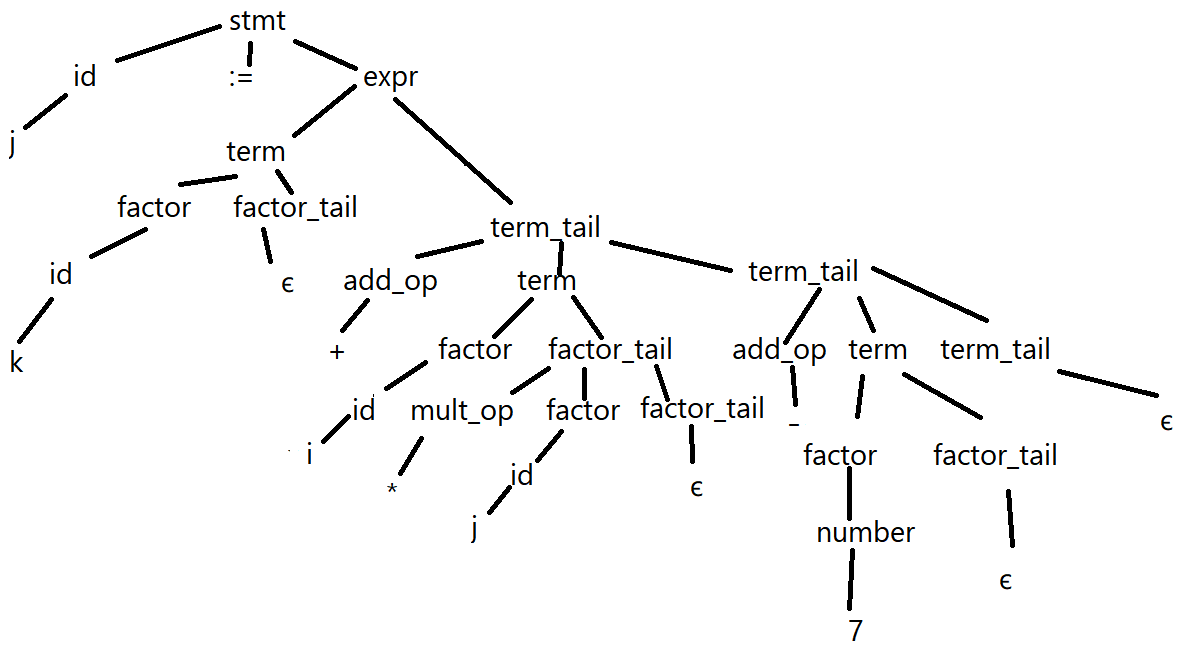 stmt
id := expr
j
term
factor factor_tail
term_tail
id ϵ add_op term term_tail
k + factor factor_tail add_op term term_tail
id mult_op factor factor_tail - ϵ
i * id ϵ factor factor_tail
j number ϵ
7